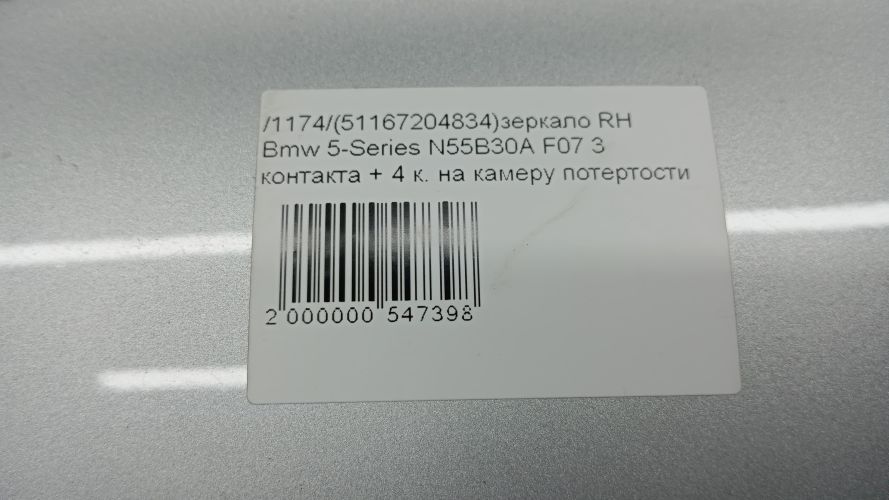 /1174/(51167204834)зеркало RH
Bmw 5-Series N55B30A F07 3
контакта + 4 к. на камеру потертости
2 000000 547398